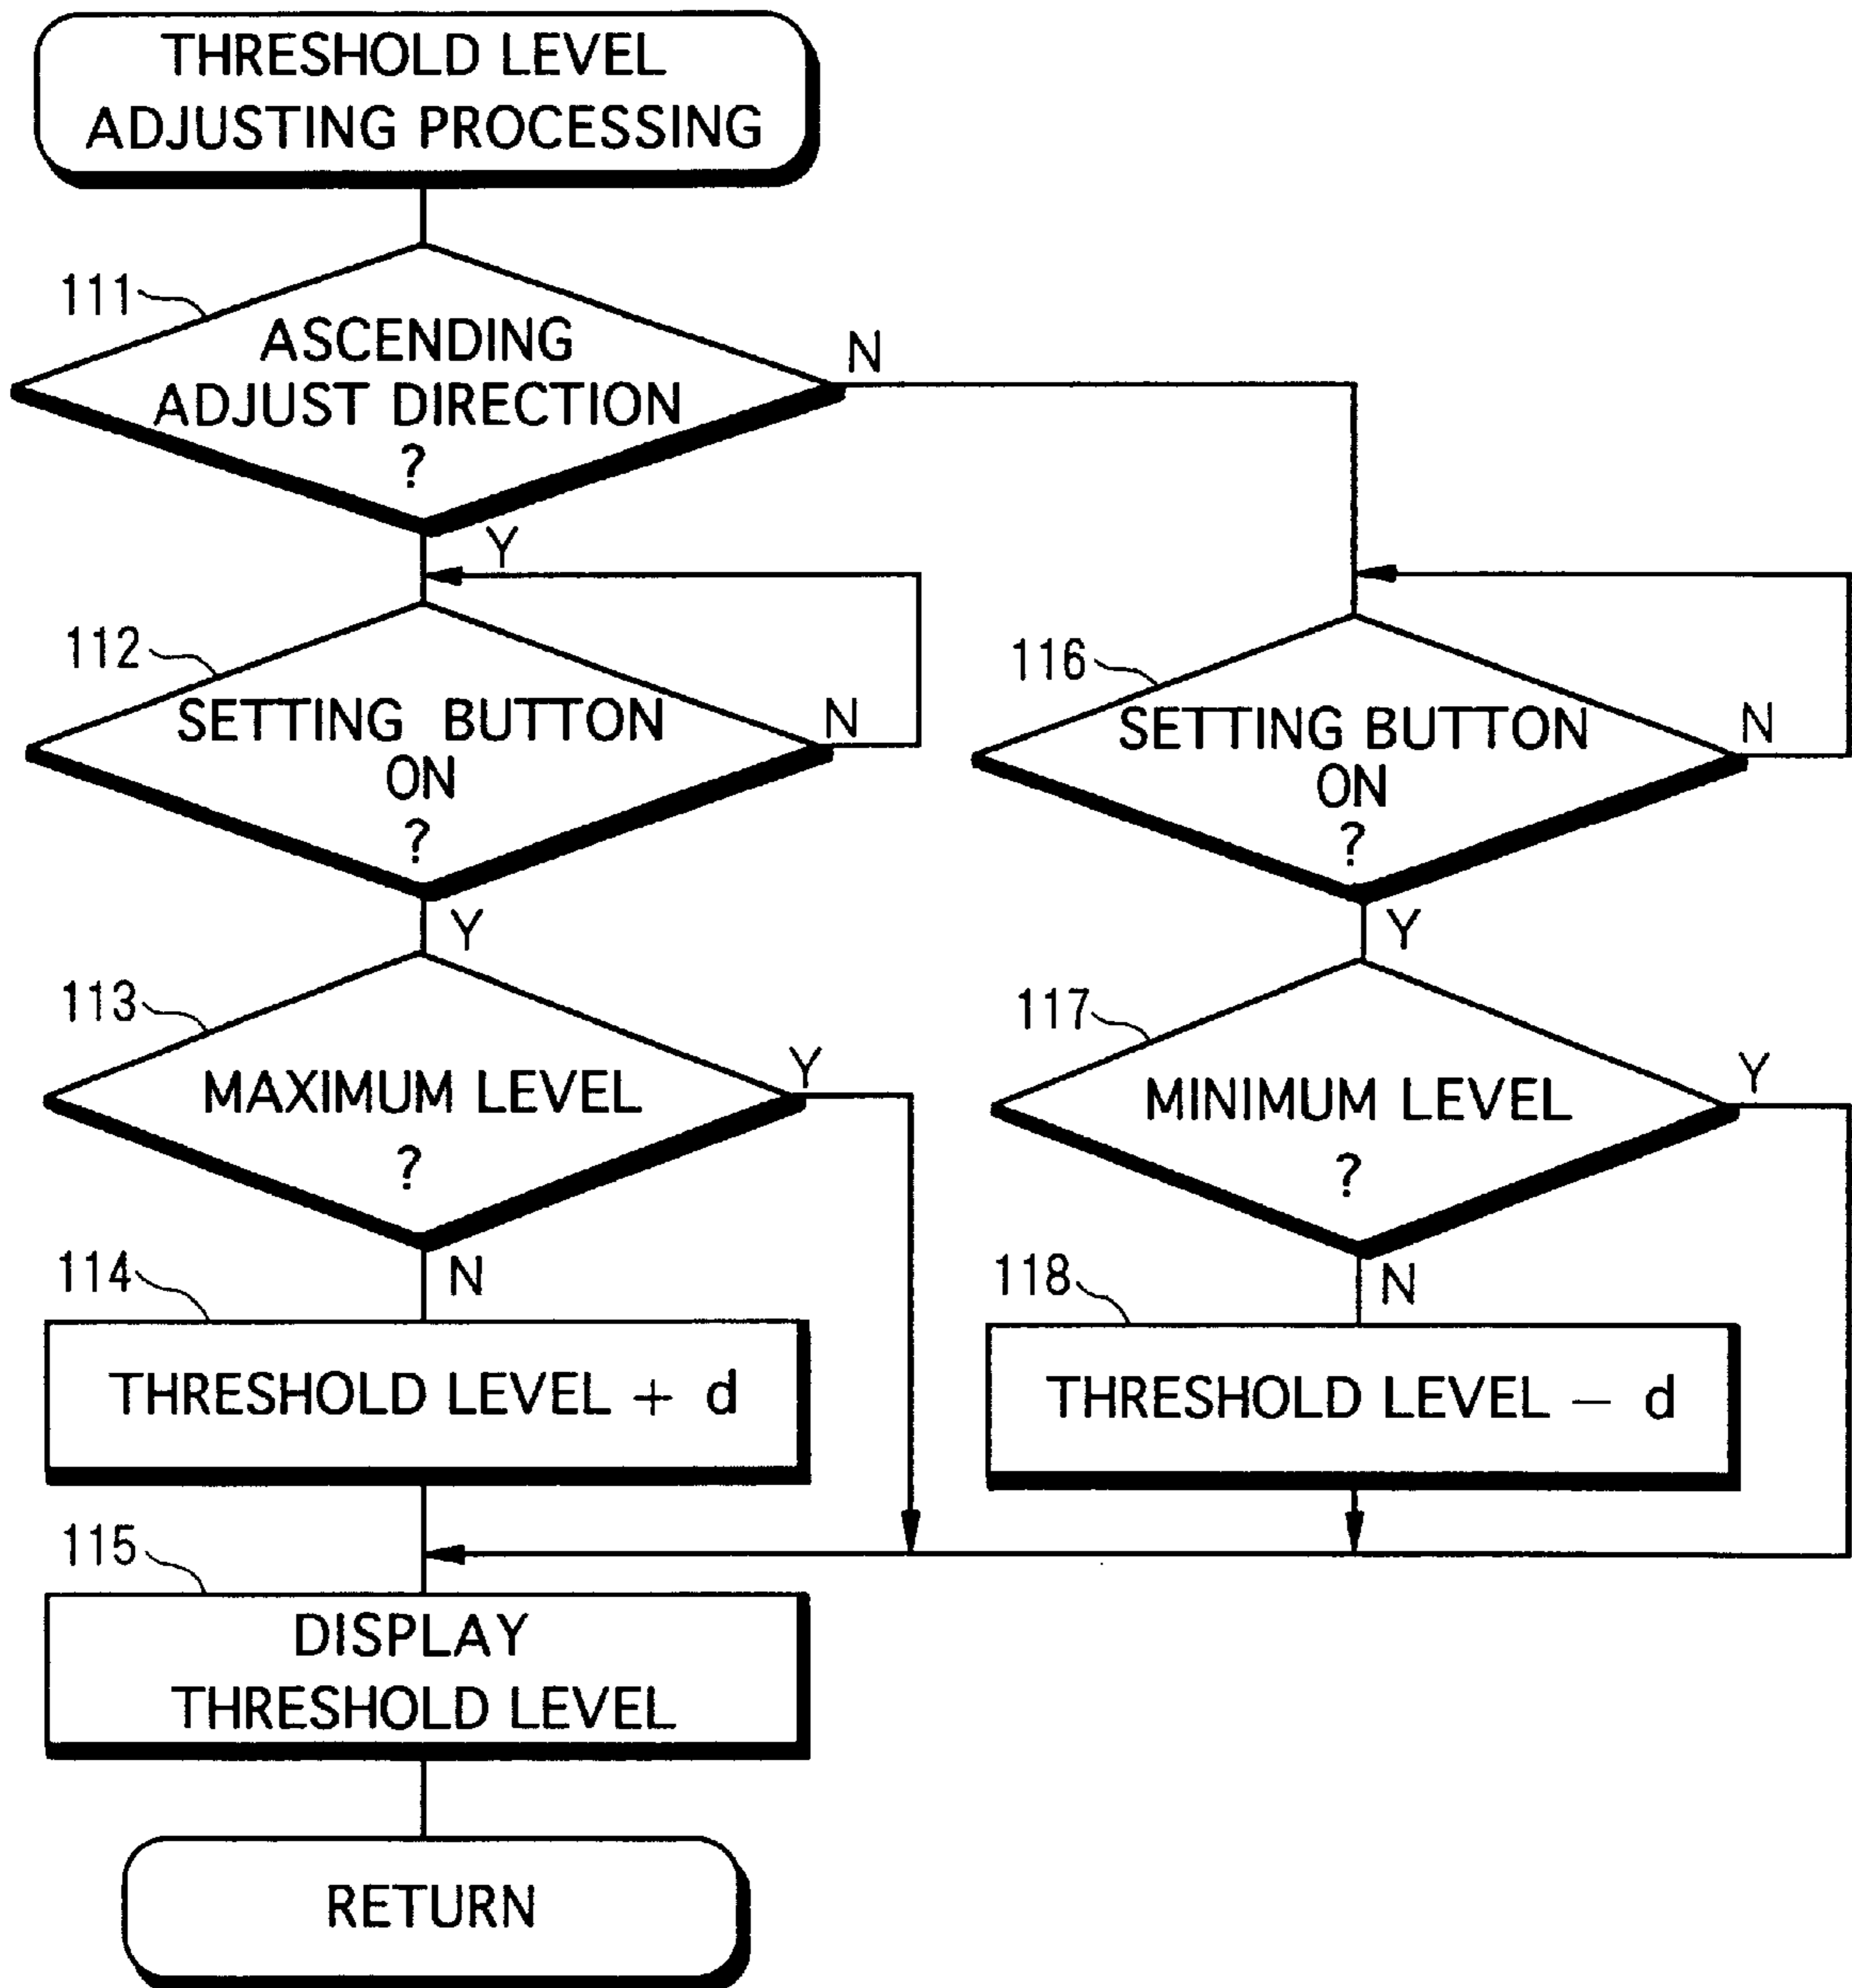 THRESHOLD LEVEL
ADJUSTING PROCESSING
111
ASCENDING
ADJUST DIRECTION
?
N
Y
112
SETTING BUTTON
ON
?
N
Y
113
MAXIMUM LEVEL
?
Y
N
114
THRESHOLD LEVEL + d
115
DISPLAY
THRESHOLD LEVEL
RETURN
116
SETTING BUTTON
ON
?
N
Y
117
MINIMUM LEVEL
?
Y
N
118
THRESHOLD LEVEL − d